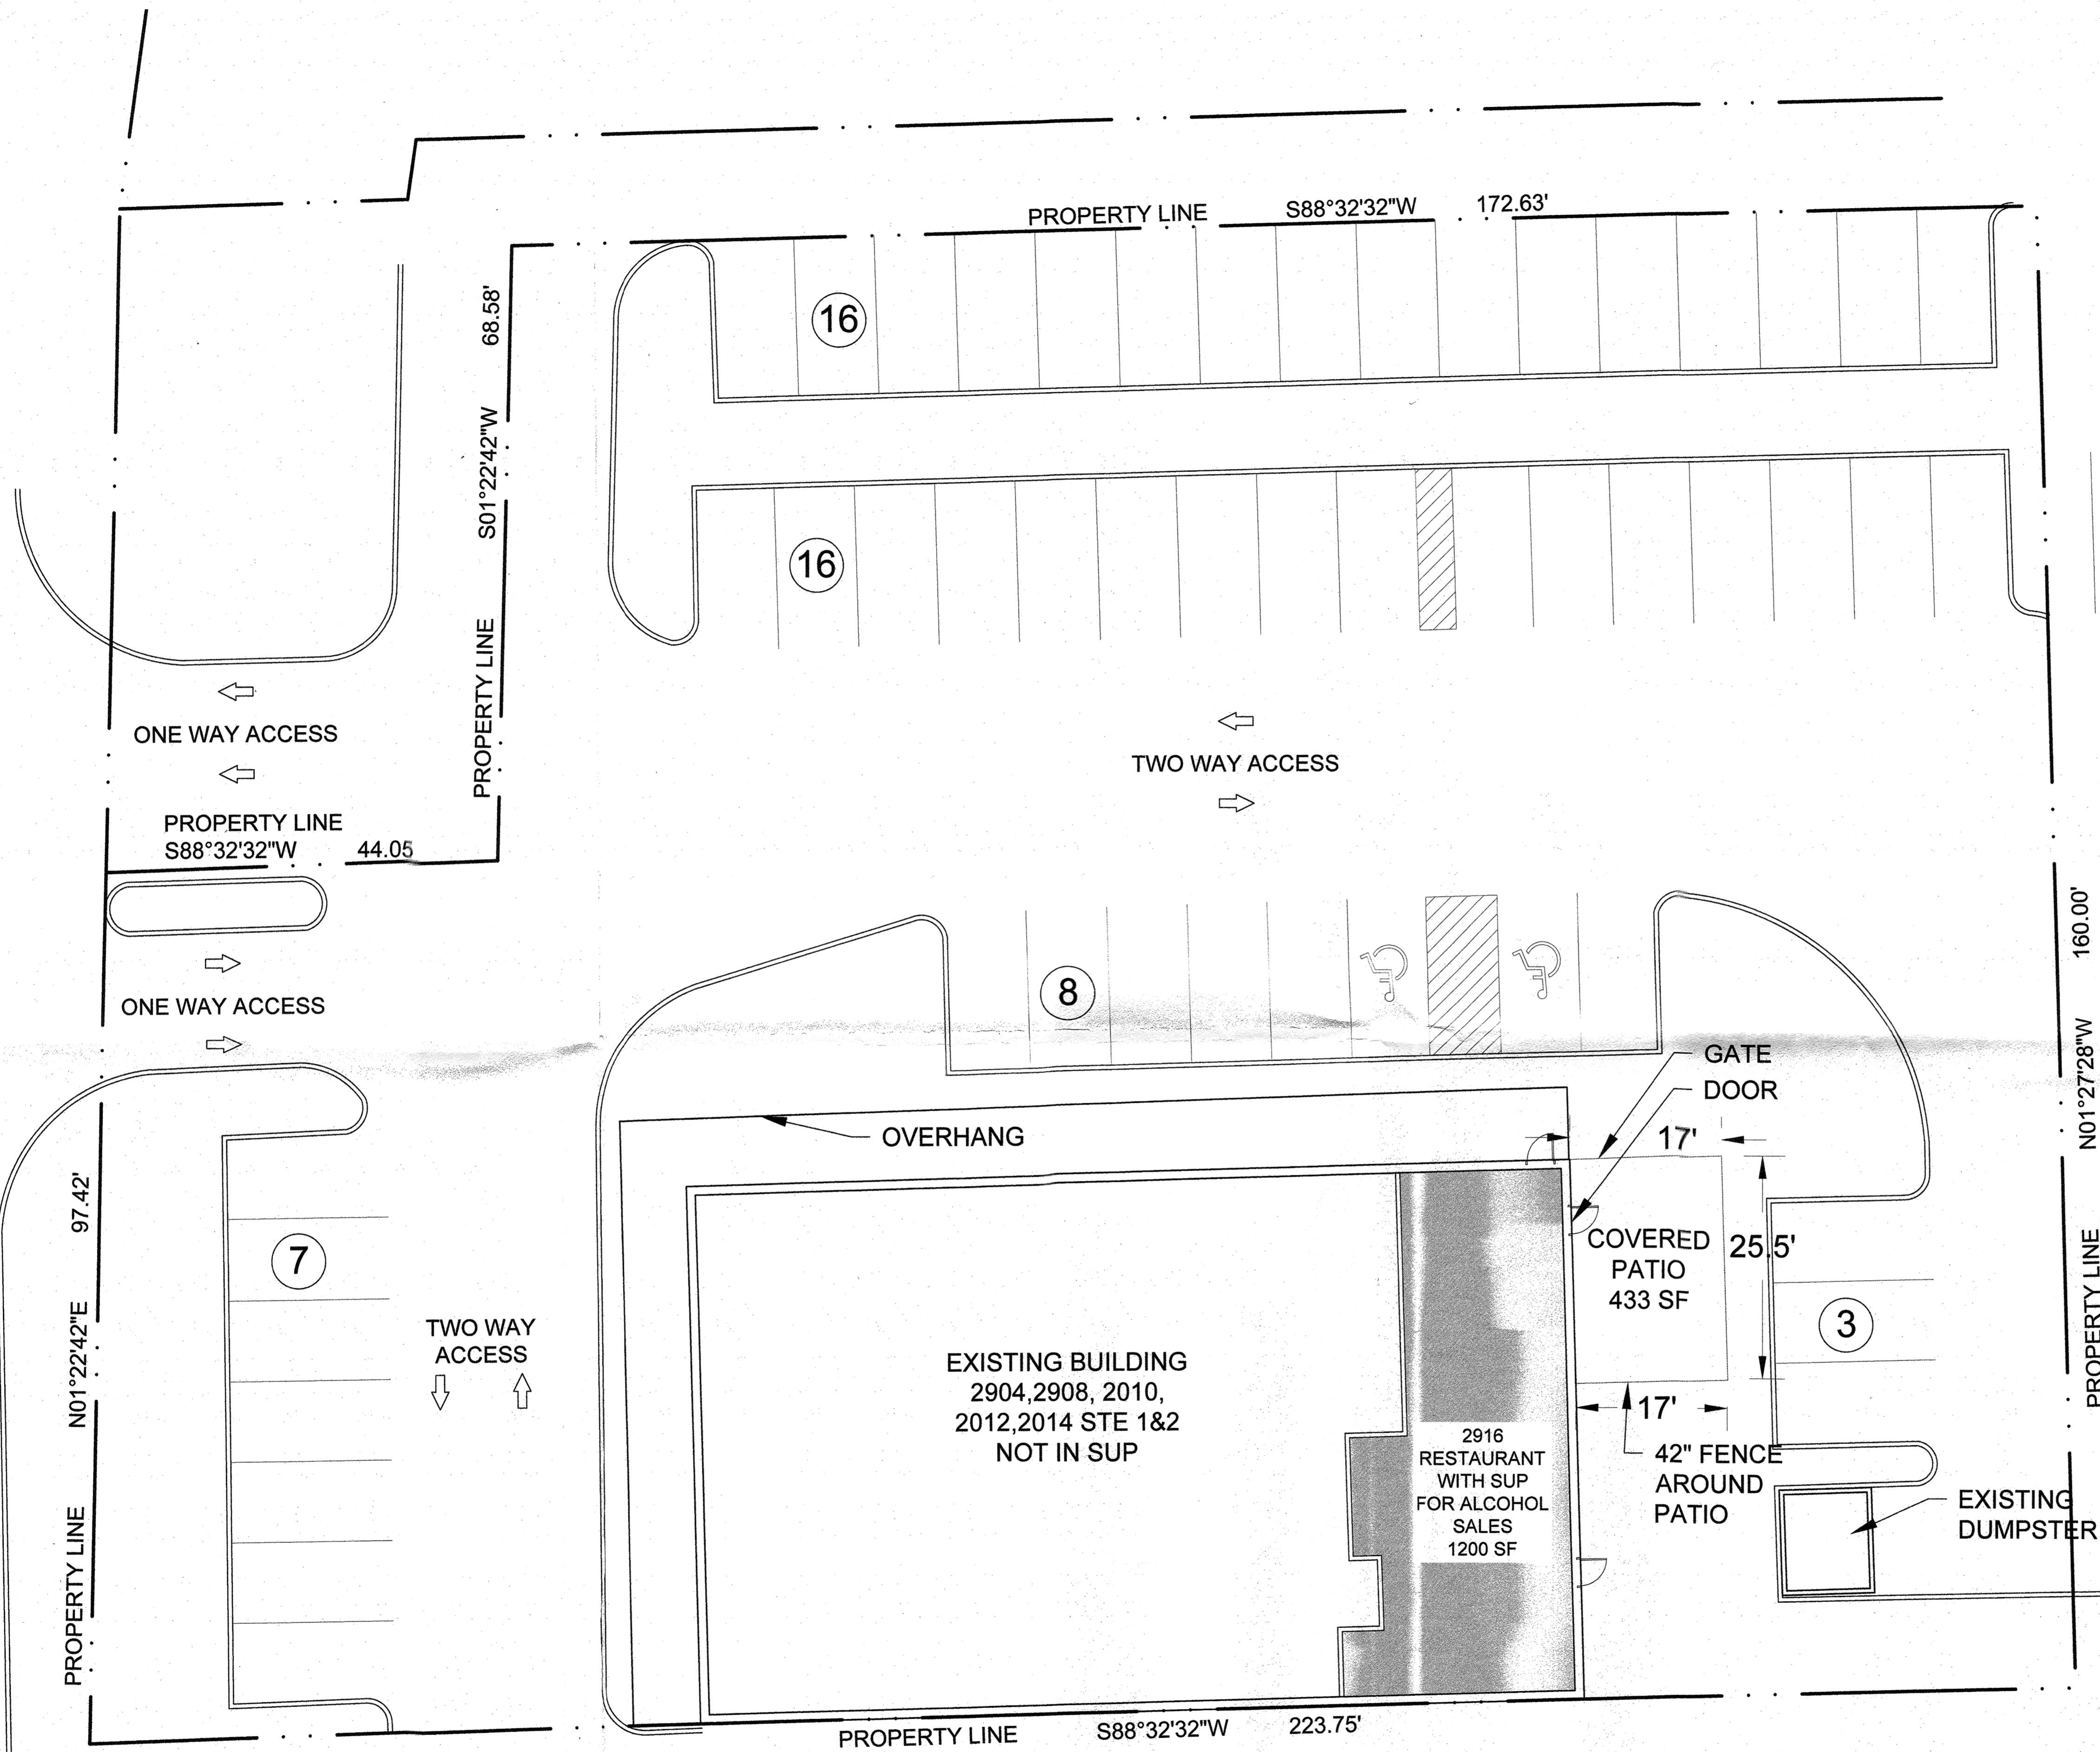 PROPERTY LINE S88°32'32"W 172.63'
16
68.58'
S01°22'42"W
PROPERTY LINE
16
ONE WAY ACCESS
TWO WAY ACCESS
PROPERTY LINE
S88°32'32"W 44.05
ONE WAY ACCESS
8
160.00'
N01°27'28"W
PROPERTY LINE
GATE
DOOR
OVERHANG
17'
97.42'
N01°22'42"E
PROPERTY LINE
7
COVERED
PATIO
433 SF
25.5'
3
TWO WAY
ACCESS
EXISTING BUILDING
2904,2908, 2010,
2012,2014 STE 1&2
NOT IN SUP
17'
2916
RESTAURANT
WITH SUP
FOR ALCOHOL
SALES
1200 SF
42" FENCE
AROUND
PATIO
EXISTING
DUMPSTER
PROPERTY LINE S88°32'32"W 223.75'